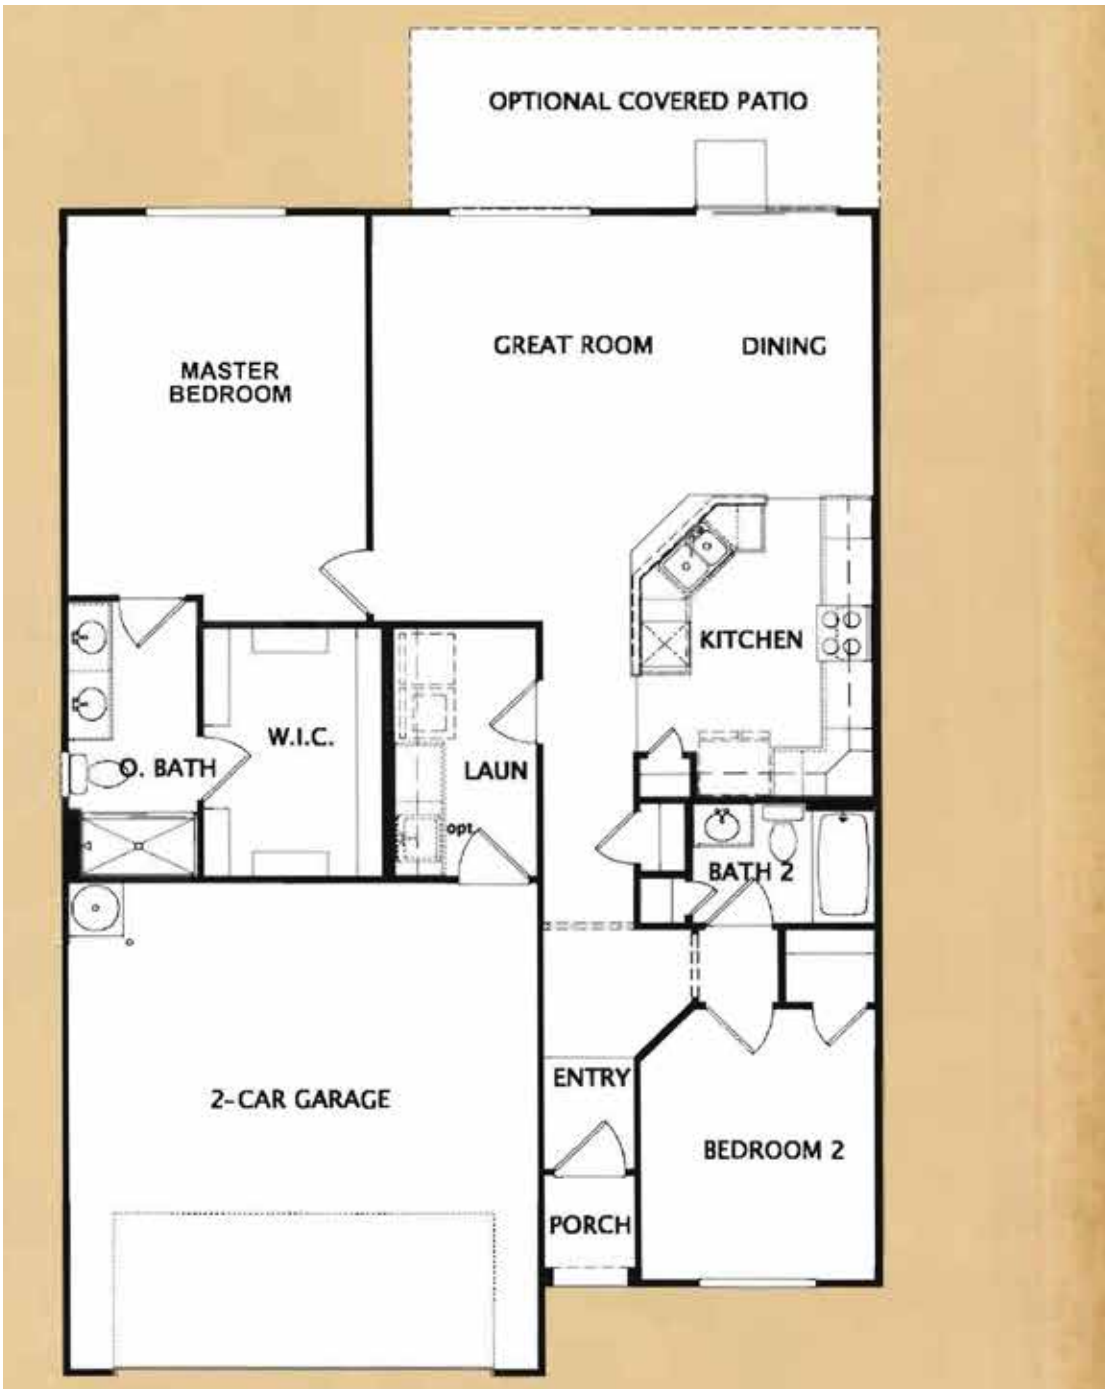 OPTIONAL COVERED PATIO
GREAT ROOM
DINING
MASTER
BEDROOM
KITCHEN
W.I.C.
O. BATH
LAUN
opt.
BATH 2
ENTRY
2-CAR GARAGE
BEDROOM 2
PORCH